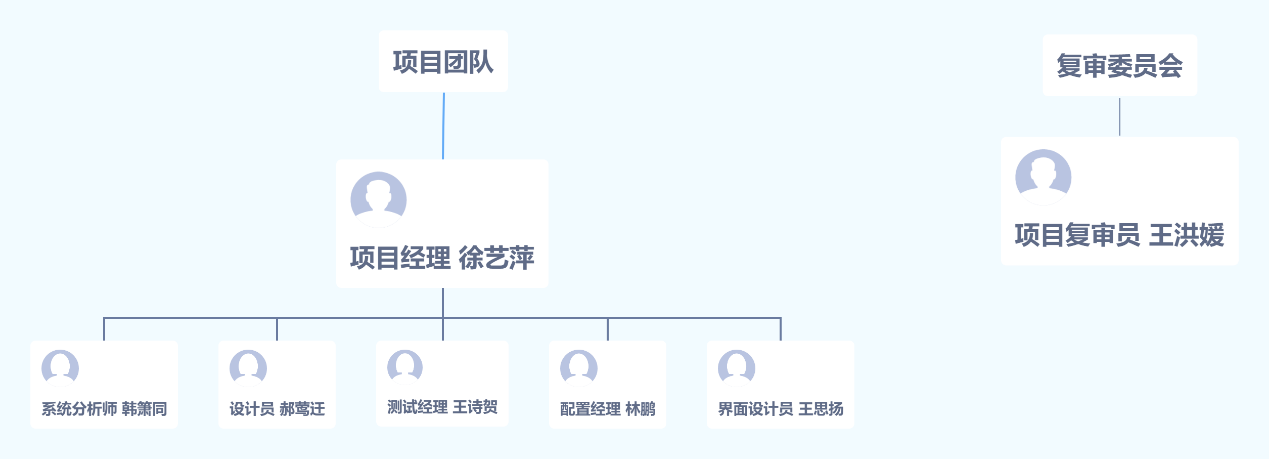 项目团队
复审委员会
项目经理 徐艺萍
项目复审员 王洪媛
系统分析师 韩箫同
设计员 郝莺迁
测试经理 王诗贺
配置经理 林鹏
界面设计员 王思扬